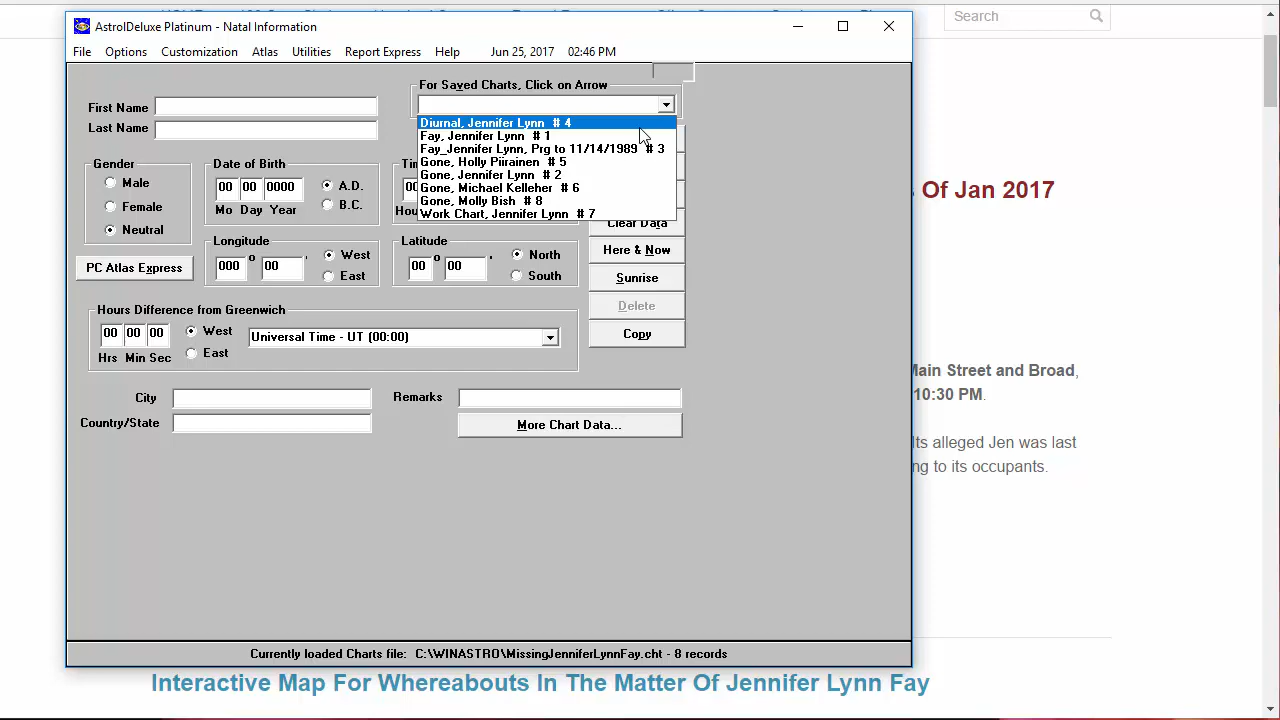 Search
AstrolDeluxe Platinum - Natal Information
File Options Customization Atlas Utilities Report Express Help Jun 25, 2017 02:46 PM
For Saved Charts, Click on Arrow
First Name
Last Name
Diurnal, Jennifer Lynn # 4
Fay, Jennifer Lynn # 1
Fay_Jennifer Lynn, Prg to 11/14/1989 # 3
Gone, Holly Piirainen # 5
Gone, Jennifer Lynn # 2
Gone, Michael Kelleher # 6
Gone, Molly Bish # 8
Work Chart, Jennifer Lynn # 7
Gender
Male
Female
Neutral
Date of Birth
00 00 0000
Mo Day Year
A.D.
B.C.
Clear Data
Here & Now
Sunrise
Delete
Copy
PC Atlas Express
Longitude
000 o 00 '
West
East
Latitude
00 o 00 '
North
South
Hours Difference from Greenwich
00 00 00
Hrs Min Sec
West
East
Universal Time - UT (00:00)
City
Country/State
Remarks
More Chart Data...
Currently loaded Charts file: C:\WINASTRO\MissingJenniferLynnFay.cht - 8 records
Of Jan 2017
Main Street and Broad,
10:30 PM.
Its alleged Jen was last
to its occupants.
Interactive Map For Whereabouts In The Matter Of Jennifer Lynn Fay